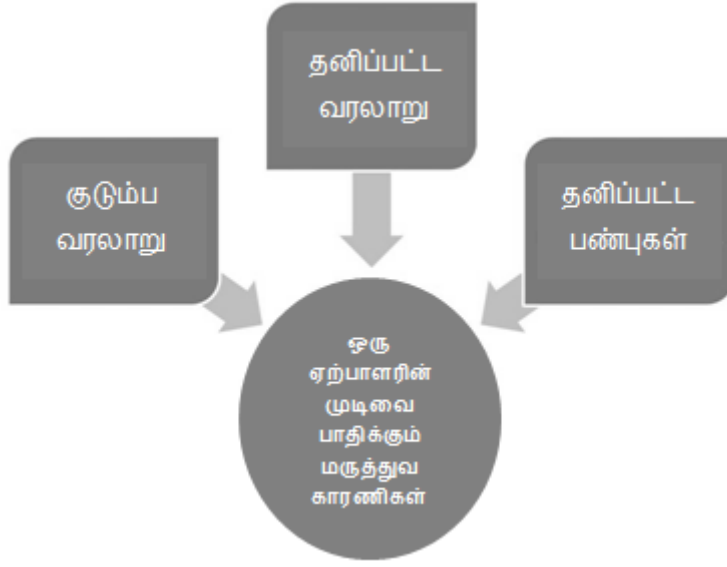 தனிப்பட்ட
வரலாறு
குடும்ப
வரலாறு
தனிப்பட்ட
பண்புகள்
ஒரு
ஏற்பாளரின்
முடிவை
பாதிக்கும்
மருத்துவ
காரணிகள்